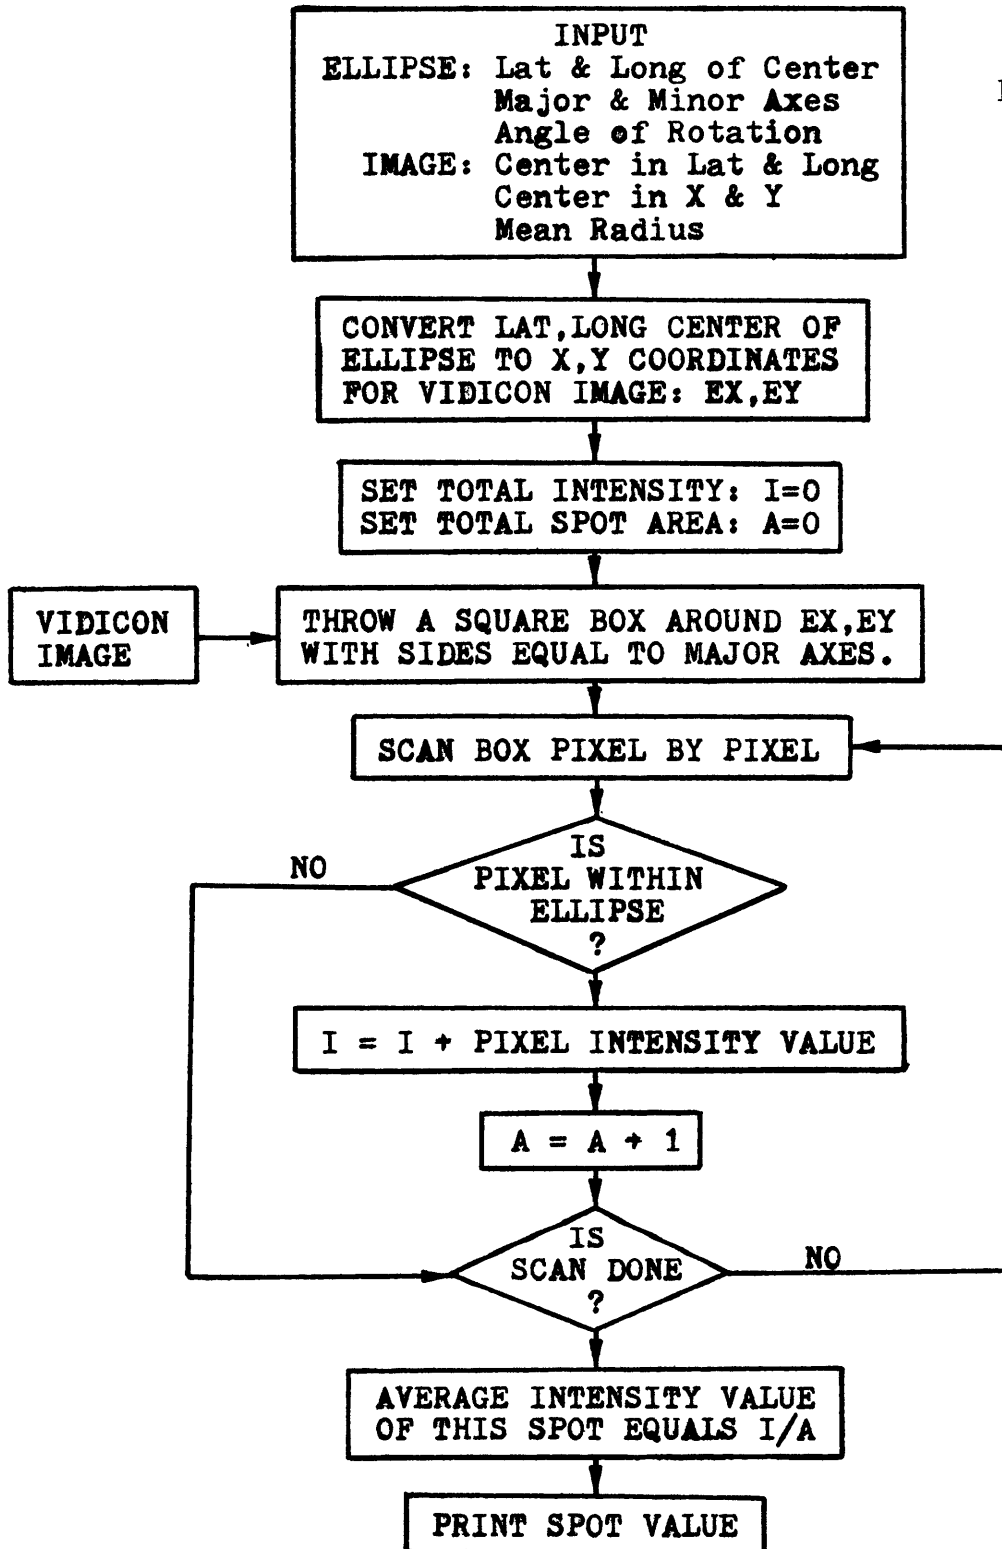 INPUT
ELLIPSE: Lat & Long of Center
Major & Minor Axes
Angle of Rotation
IMAGE: Center in Lat & Long
Center in X & Y
Mean Radius
CONVERT LAT,LONG CENTER OF
ELLIPSE TO X,Y COORDINATES
FOR VIDICON IMAGE: EX,EY
SET TOTAL INTENSITY: I=0
SET TOTAL SPOT AREA: A=0
VIDICON
IMAGE
THROW A SQUARE BOX AROUND EX,EY
WITH SIDES EQUAL TO MAJOR AXES.
SCAN BOX PIXEL BY PIXEL
NO
IS
PIXEL WITHIN
ELLIPSE
?
I = I + PIXEL INTENSITY VALUE
A = A + 1
IS
SCAN DONE
?
NO
AVERAGE INTENSITY VALUE
OF THIS SPOT EQUALS I/A
PRINT SPOT VALUE